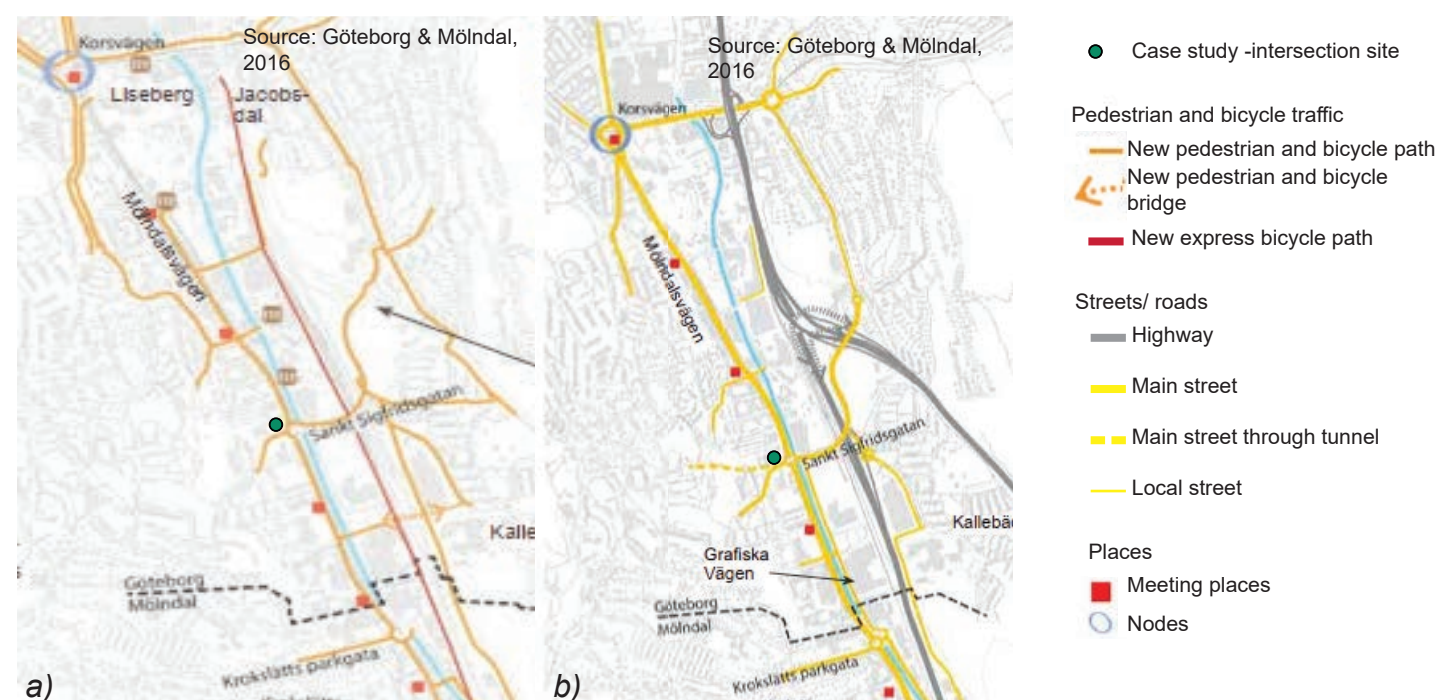 Source: Göteborg & Mölndal,
2016
Korsvägen
Liseberg
Jacobs-
dal
Mölndalsvägen
Sankt Sigfridsgatan
Kalle
Göteborg
Mölndal
Krokslätts parkgata
a)
Source: Göteborg & Mölndal,
2016
Korsvägen
Mölndalsvägen
Sankt Sigfridsgatan
Kallebäc
Grafiska
Vägen
Göteborg
Mölndal
Krokslätts parkgata
b)
Case study -intersection site
Pedestrian and bicycle traffic
New pedestrian and bicycle path
New pedestrian and bicycle
bridge
New express bicycle path
Streets/ roads
Highway
Main street
Main street through tunnel
Local street
Places
Meeting places
Nodes